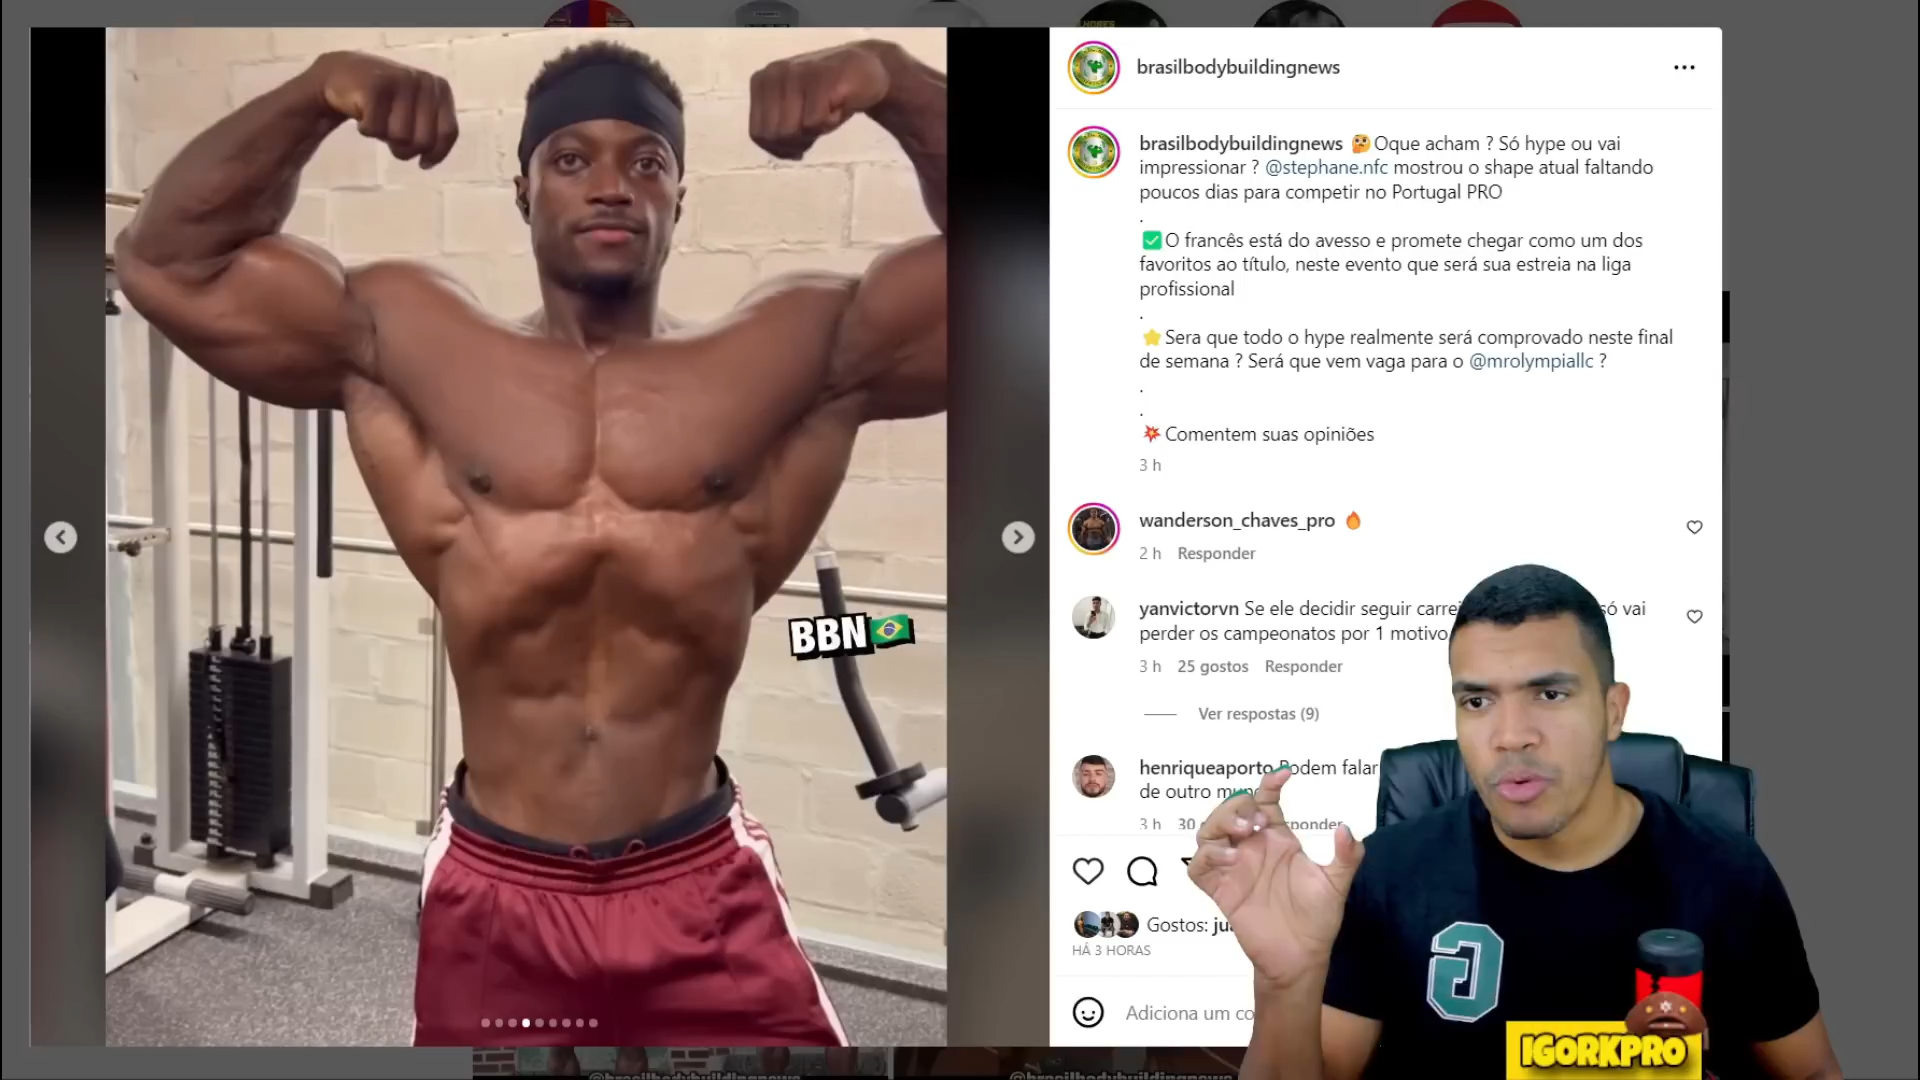 brasilbodybuildingnews
brasilbodybuildingnews 🤔Oque acham ? Só hype ou vai
impressionar ? @stephane.nfc mostrou o shape atual faltando
poucos dias para competir no Portugal PRO
.
✅O francês está do avesso e promete chegar como um dos
favoritos ao título, neste evento que será sua estreia na liga
profissional
.
⭐Sera que todo o hype realmente será comprovado neste final
de semana ? Será que vem vaga para o @mrolympiallc ?
.
.
💥Comentem suas opiniões
3 h
wanderson_chaves_pro 🔥
2 h Responder
yanvictorvn Se ele decidir seguir só vai
perder os campeonatos por 1 motivo
3 h 25 gostos Responder
Ver respostas (9)
henriqueaporto Podem falar
de outro
3 h 30
Gostos:
HÁ 3 HORAS
Adiciona um
BBN🇧🇷
G
IGORKPRO